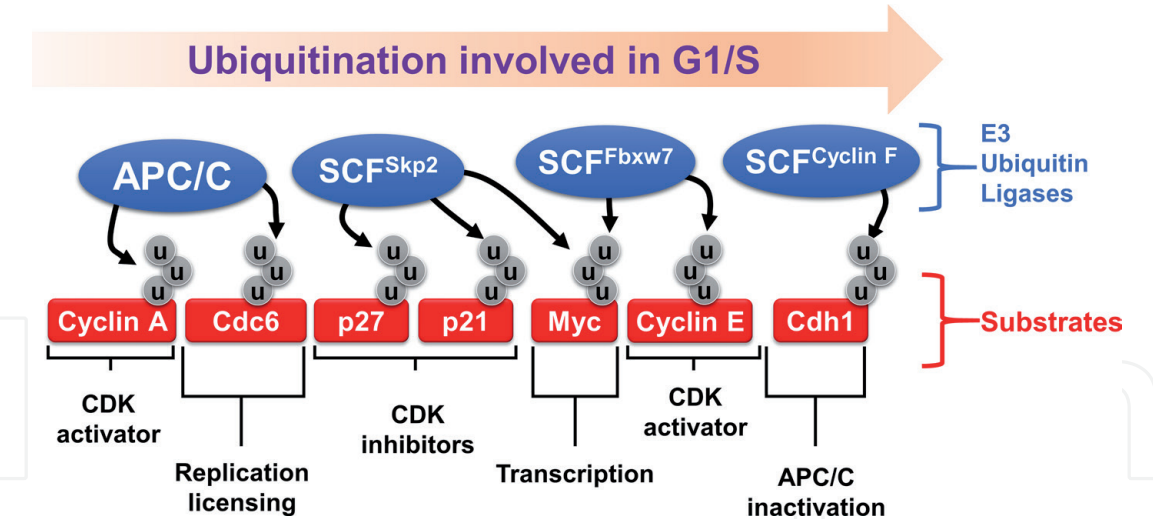 Ubiquitination involved in G1/S
APC/C
SCFSkp2
SCFFbxw7
SCFCyclin F
E3
Ubiquitin
Ligases
u u u u u u u
u u u u u u u
u u u u u u u
Cyclin A Cdc6 p27 p21 Myc Cyclin E Cdh1
Substrates
CDK
activator
Replication
licensing
CDK
inhibitors
Transcription
CDK
activator
APC/C
inactivation